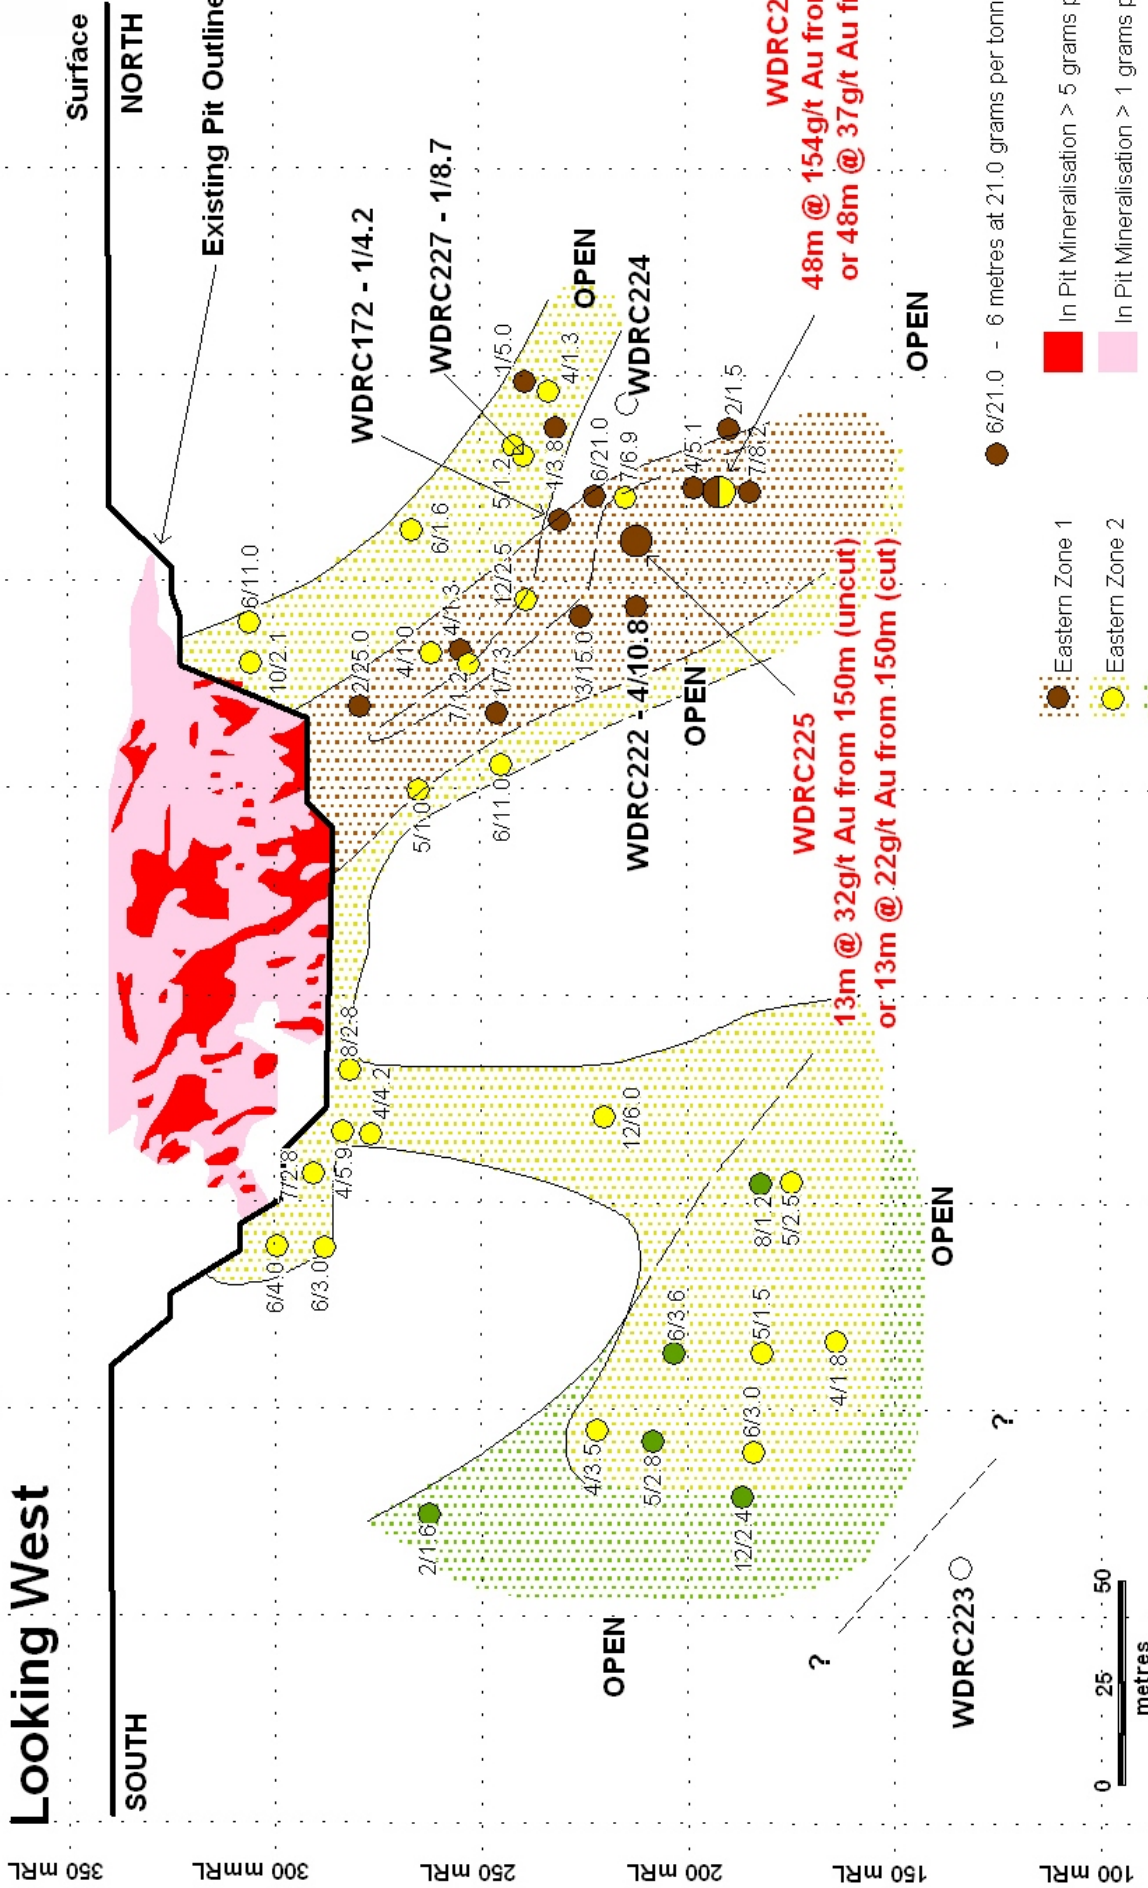 Looking West
Surface
SOUTH
NORTH
Existing Pit Outline
350 mRL
300 mRL
250 mRL
200 mRL
150 mRL
100 mRL
WDRC172 - 1/4.2
WDRC227 - 1/8.7
OPEN
WDRC224
6/11.0
10/2.1
2/25.0
4/1.0
4/1.3
7/1.2
1/7.3
12/2.5
6/1.6
5/1.2
1/5.0
4/1.3
4/3.8
6/21.0
7/6.9
4/5.1
2/1.5
7/8.2
3/15.0
5/1.0
6/11.0
WDRC222 - 4/10.8
OPEN
OPEN
WDRC225
13m @ 32g/t Au from 150m (uncut)
or 13m @ 22g/t Au from 150m (cut)
48m @ 154g/t Au
or 48m @ 37g/t Au
8/2.8
4/4.2
4/5.9
7/2.8
6/4.0
6/3.0
12/6.0
8/1.2
5/2.5
6/3.6
5/1.5
4/1.8
4/3.5
5/2.8
6/3.0
12/2.4
2/1.6
OPEN
OPEN
?
?
WDRC223
0 25 50
metres
Eastern Zone 1
Eastern Zone 2
6/21.0 - 6 metres at 21.0 grams per
In Pit Mineralisation > 5 grams
In Pit Mineralisation > 1 grams